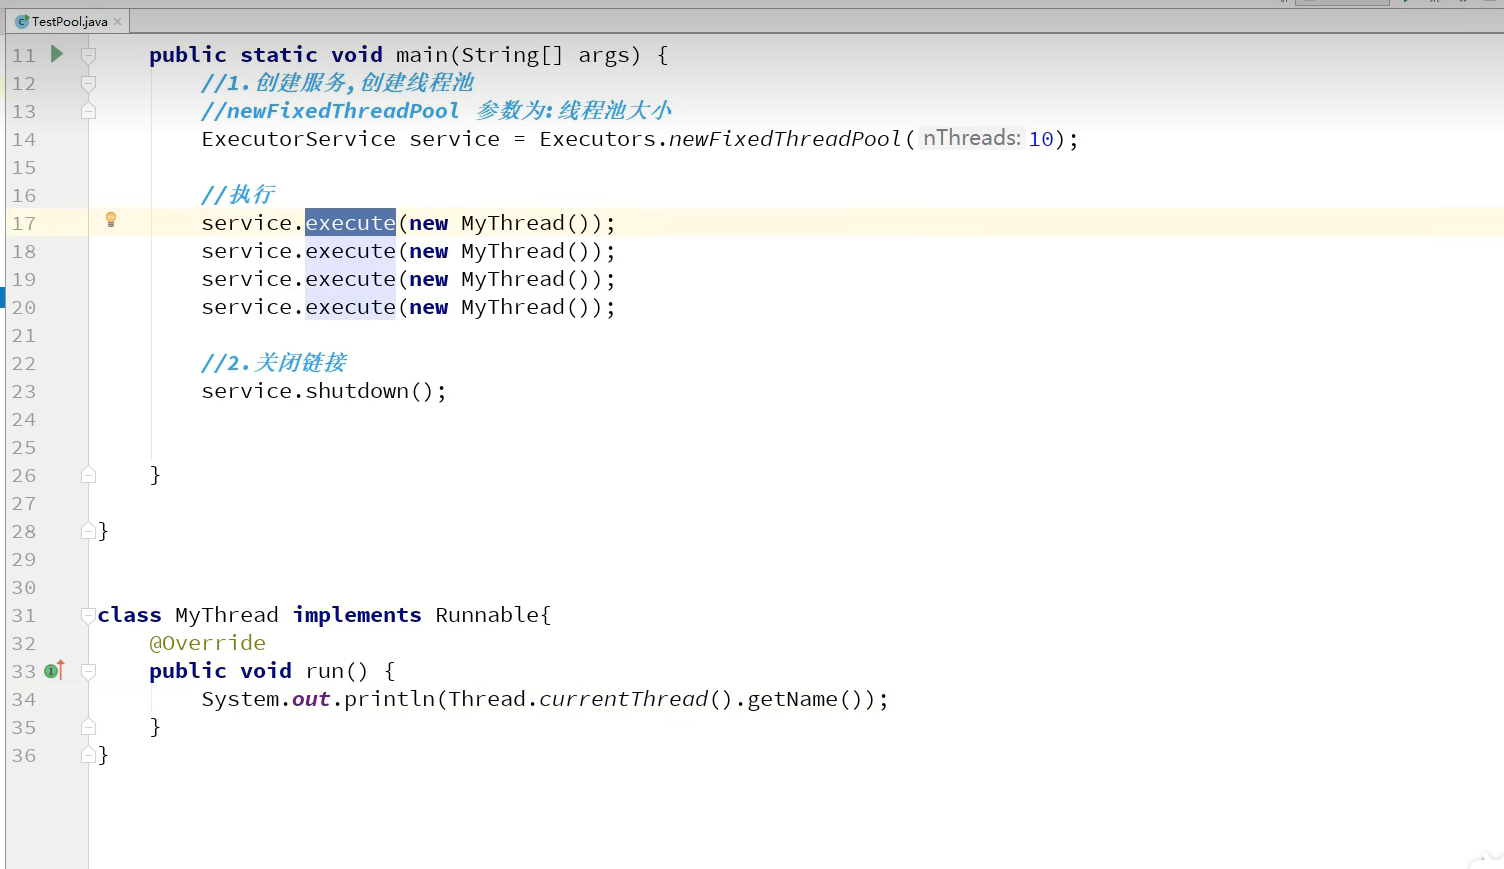 TestPool.java
11 public static void main(String[] args) {
12 //1.创建服务,创建线程池
13 //newFixedThreadPool 参数为:线程池大小
14 ExecutorService service = Executors.newFixedThreadPool( nThreads: 10);
15
16 //执行
17 service.execute(new MyThread());
18 service.execute(new MyThread());
19 service.execute(new MyThread());
20 service.execute(new MyThread());
21
22 //2.关闭链接
23 service.shutdown();
24
25
26 }
27
28 }
29
30
31 class MyThread implements Runnable{
32 @Override
33 public void run() {
34 System.out.println(Thread.currentThread().getName());
35 }
36 }